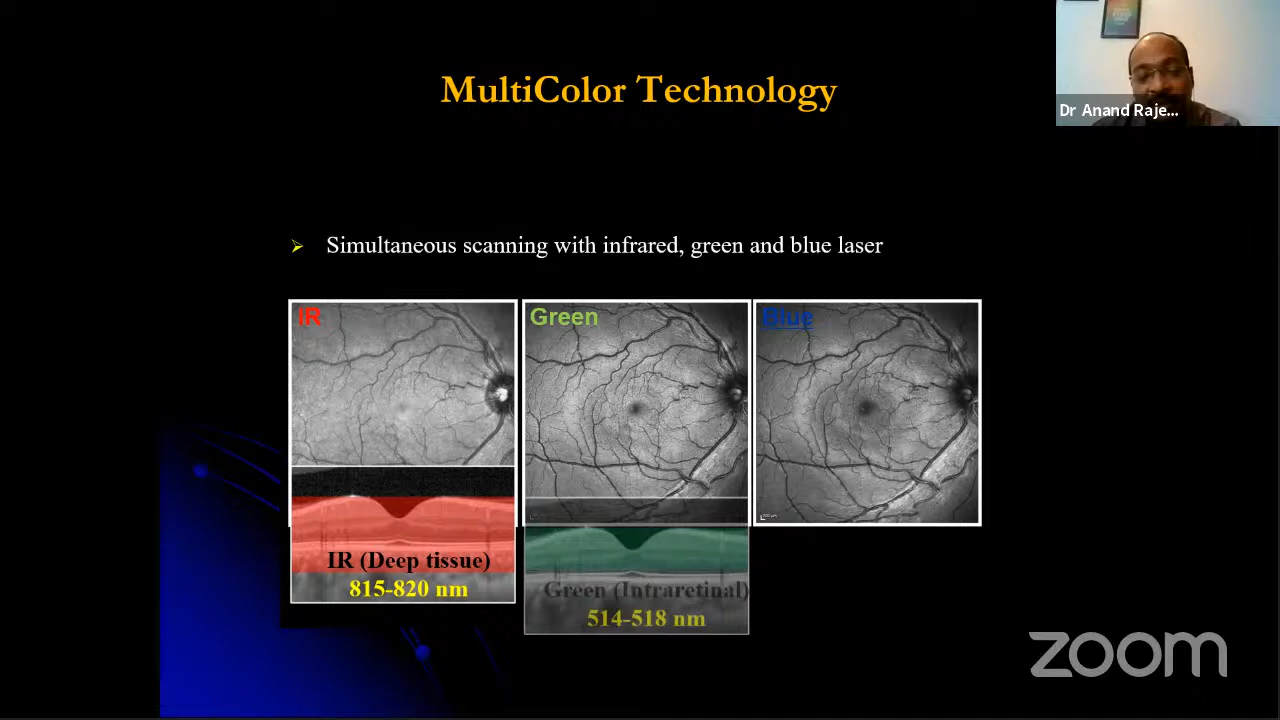 MultiColor Technology
Dr Anand Raje...
Simultaneous scanning with infrared, green and blue laser
IR
Green
Blue
IR (Deep tissue)
815-820 nm
Green (Intraretinal)
514-518 nm
zoom